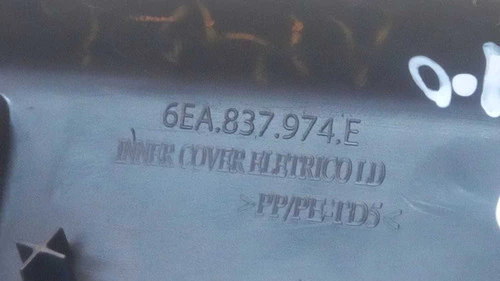 6EA.837.974.E
INNER COVER ELETRICO LD
>PP/PE-TD5<